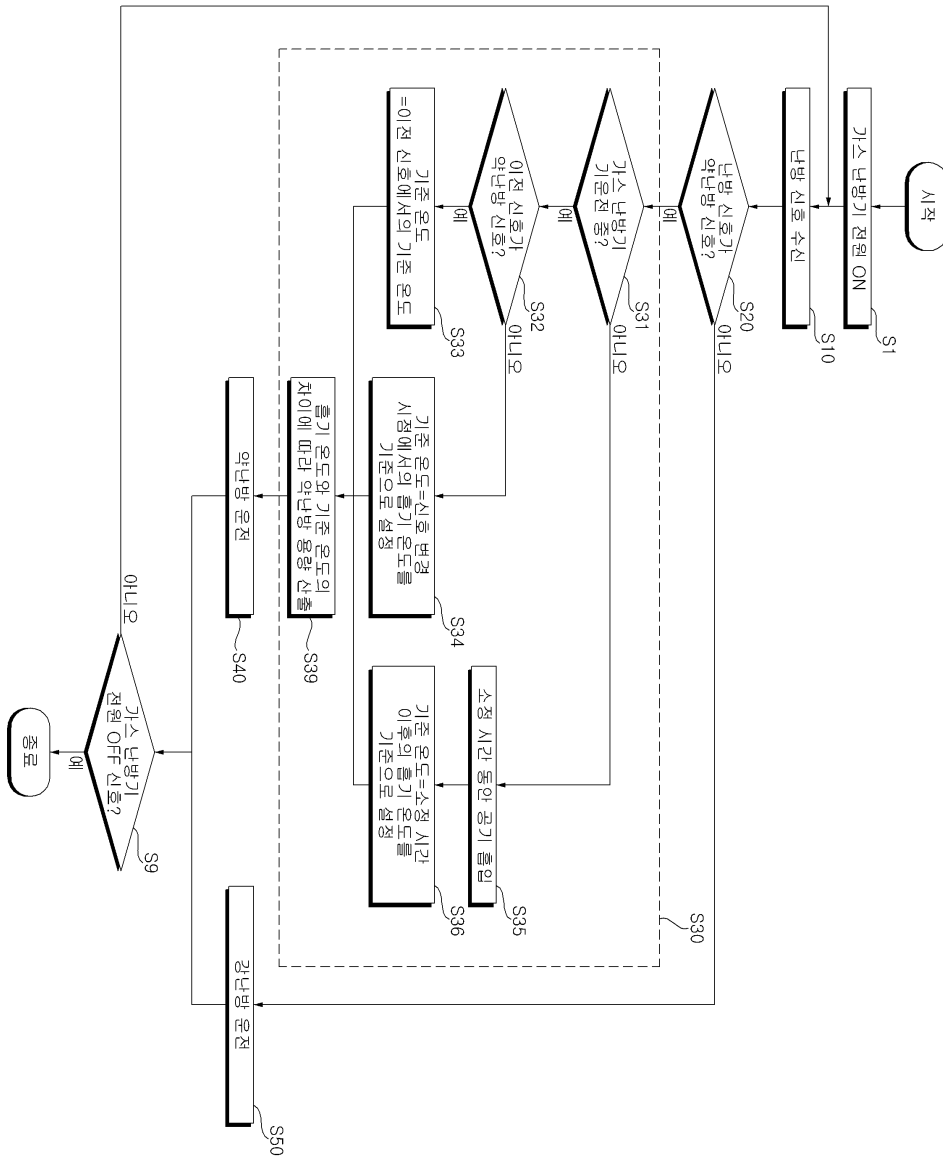 시작
가스 난방기 전원 ON
S1
난방 신호 수신
S10
난방 신호가
약난방 신호?
S20
예
아니오
S30
가스 난방기
기운전 중?
S31
예
아니오
이전 신호가
약난방 신호?
S32
예
아니오
기준 온도
=이전 신호에서의 기준 온도
S33
기준 온도=신호 변경
시점에서의 흡기 온도를
기준으로 설정
S34
소정 시간 동안 공기 흡입
S35
기준 온도=소정 시간
이후의 흡기 온도를
기준으로 설정
S36
흡기 온도와 기준 온도의
차이에 따라 약난방 용량 산출
S39
약난방 운전
S40
강난방 운전
S50
가스 난방기
전원 OFF 신호?
S9
아니오
예
종료